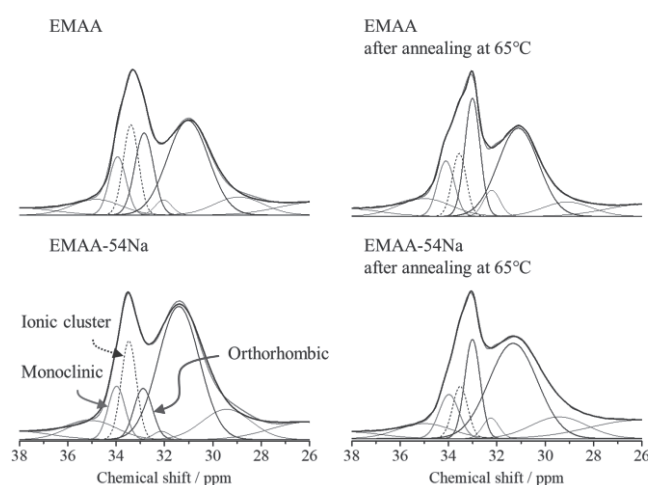 EMAA
EMAA
after annealing at 65°C
EMAA-54Na
Ionic cluster
Monoclinic
Orthorhombic
EMAA-54Na
after annealing at 65°C
38 36 34 32 30 28 26
Chemical shift / ppm
38 36 34 32 30 28 26
Chemical shift / ppm